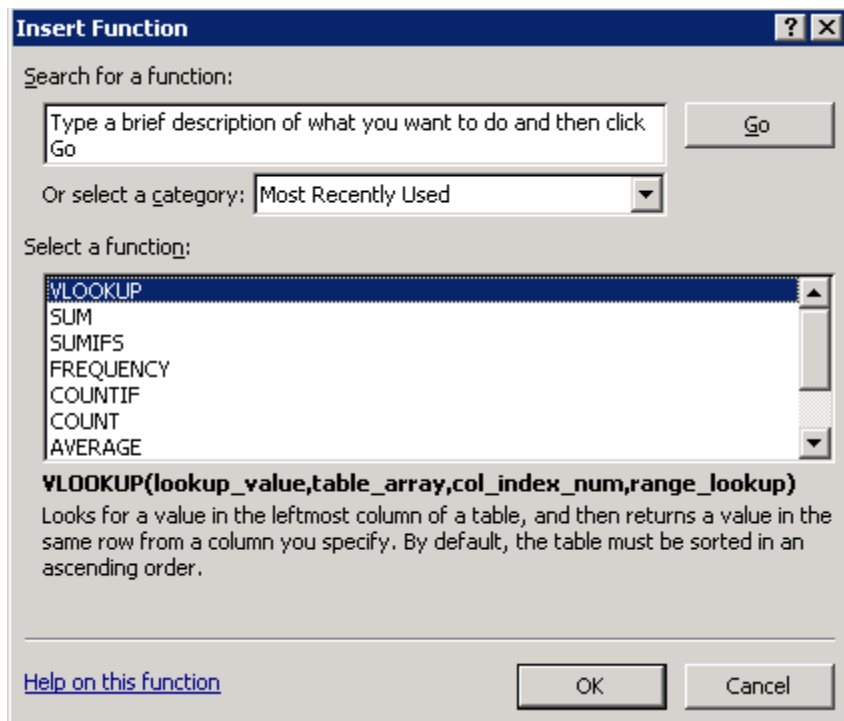 Insert Function
Search for a function:
Type a brief description of what you want to do and then click
Go
Go
Or select a category: Most Recently Used
Select a function:
VLOOKUP
SUM
SUMIFS
FREQUENCY
COUNTIF
COUNT
AVERAGE
VLOOKUP(lookup_value,table_array,col_index_num,range_lookup)
Looks for a value in the leftmost column of a table, and then returns a value in the
same row from a column you specify. By default, the table must be sorted in an
ascending order.
Help on this function
OK
Cancel